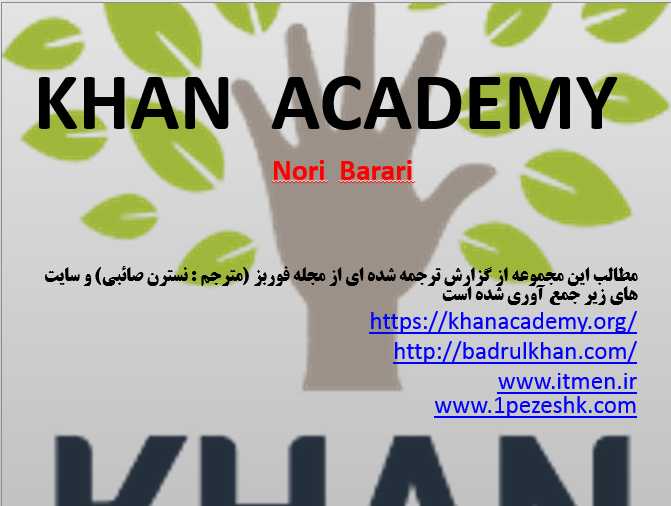 KHAN ACADEMY
Nori Barari
مطالب این مجموعه از گزارش ترجمه شده ای از مجله فوربز (مترجم : نسترن صائبی) و سایت
های زیر جمع آوری شده است
https://khanacademy.org/
http://badrulkhan.com/
www.itmen.ir
www.1pezeshk.com
KHAN